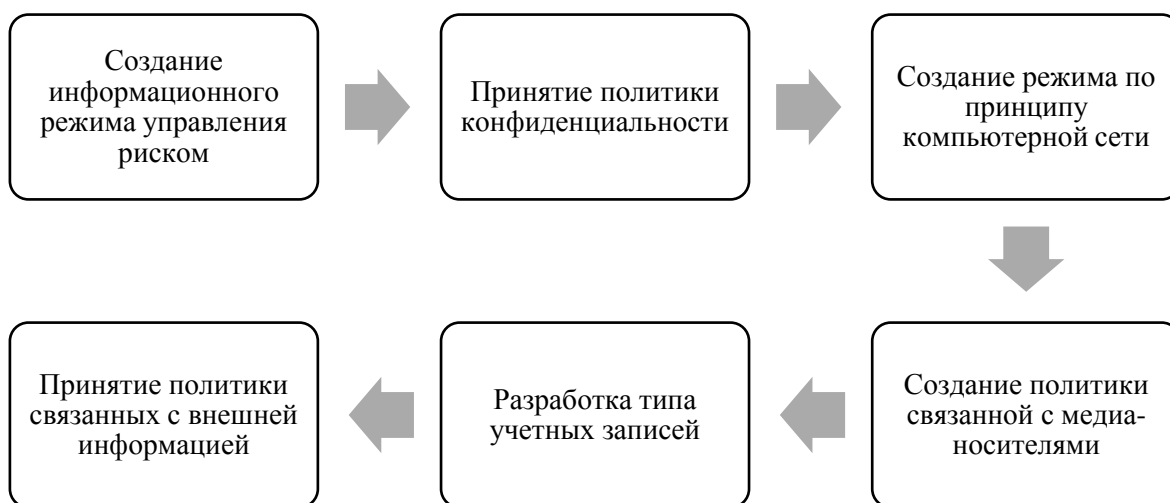 Создание
информационного
режима управления
риском
Принятие политики
конфиденциальности
Создание режима по
принципу
компьютерной сети
Создание политики
связанной с медиа-
носителями
Разработка типа
учетных записей
Принятие политики
связанных с внешней
информацией